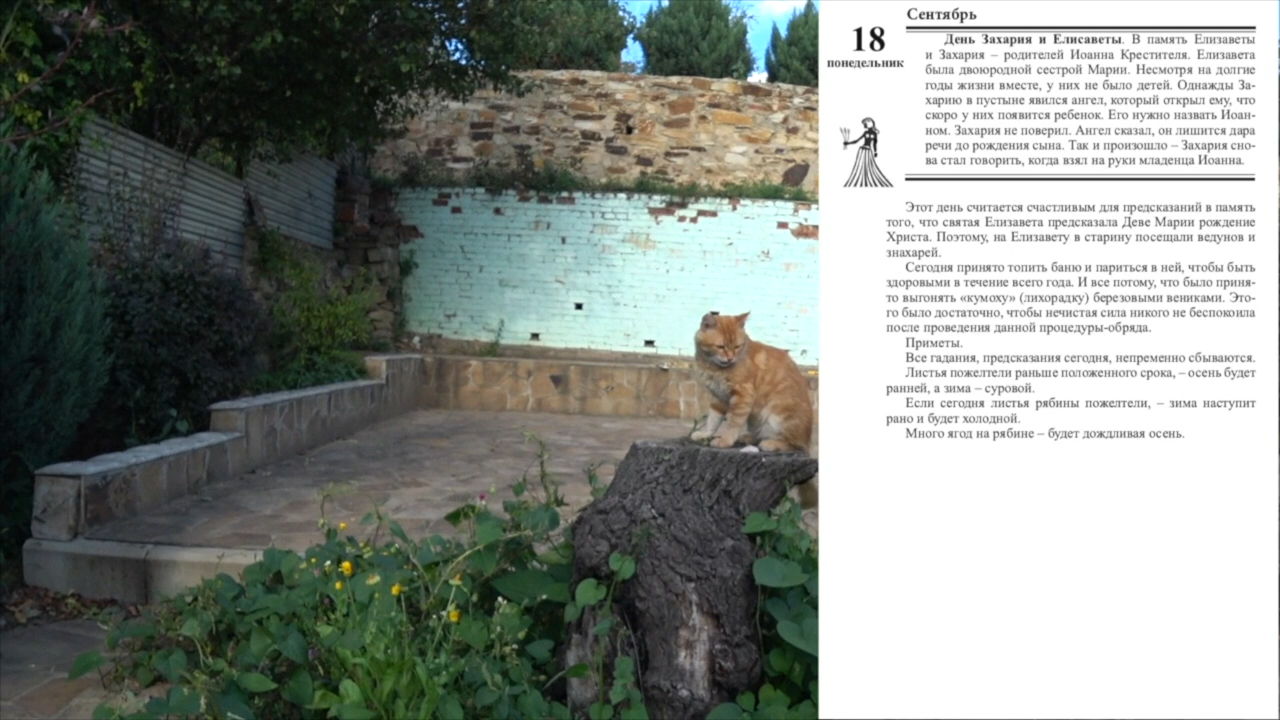 Сентябрь
18
понедельник
День Захария и Елисаветы. В память Елизаветы
и Захария – родителей Иоанна Крестителя. Елизавета
была двоюродной сестрой Марии. Несмотря на долгие
годы жизни вместе, у них не было детей. Однажды За-
харию в пустыне явился ангел, который открыл ему, что
скоро у них появится ребенок. Его нужно назвать Иоан-
ном. Захария не поверил. Ангел сказал, он лишится дара
речи до рождения сына. Так и произошло – Захария сно-
ва стал говорить, когда взял на руки младенца Иоанна.
Этот день считается счастливым для предсказаний в память
того, что святая Елизавета предсказала Деве Марии рождение
Христа. Поэтому, на Елизавету в старину посещали ведунов и
знахарей.
Сегодня принято топить баню и париться в ней, чтобы быть
здоровыми в течение всего года. И все потому, что было приня-
то выгонять «кумоху» (лихорадку) березовыми вениками. Это-
го было достаточно, чтобы нечистая сила никого не беспокоила
после проведения данной процедуры-обряда.
Приметы.
Все гадания, предсказания сегодня, непременно сбываются.
Листья пожелтели раньше положенного срока, – осень будет
ранней, а зима – суровой.
Если сегодня листья рябины пожелтели, – зима наступит
рано и будет холодной.
Много ягод на рябине – будет дождливая осень.